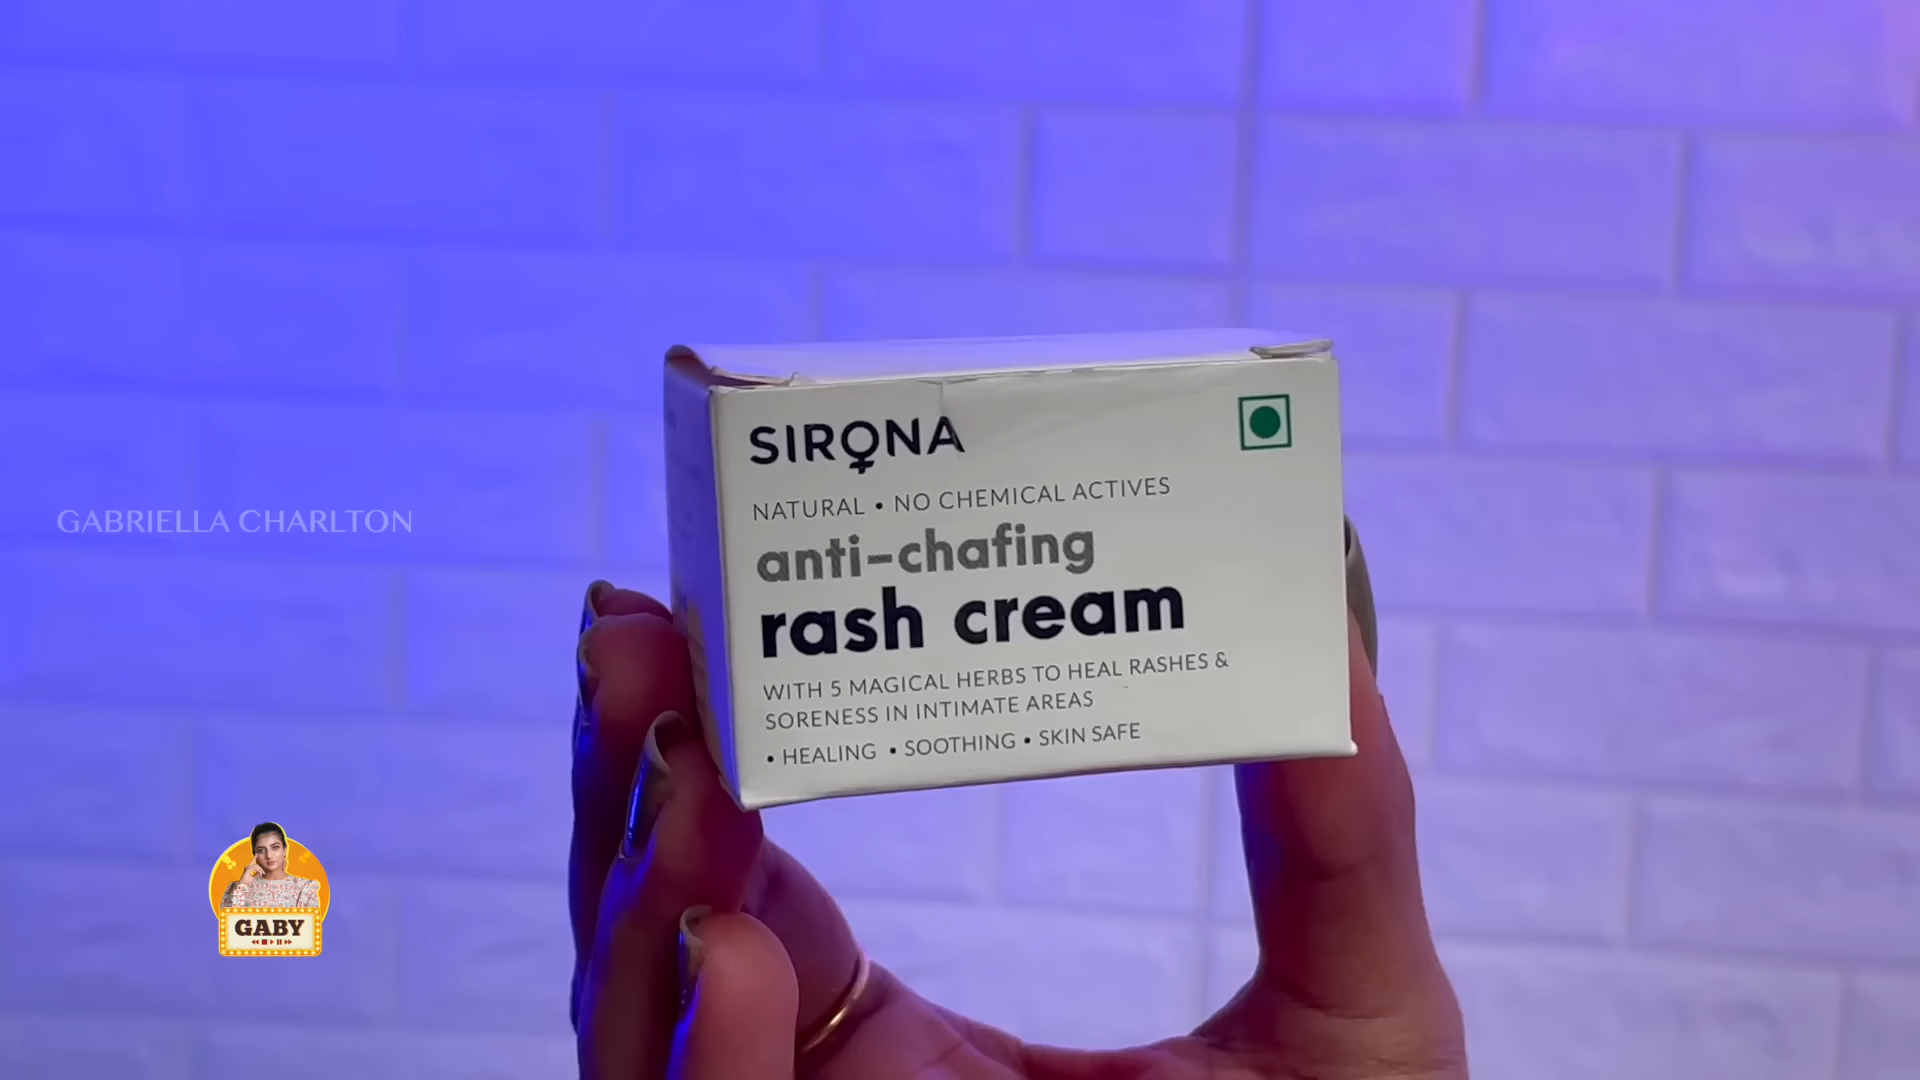 SIRONA
NATURAL • NO CHEMICAL ACTIVES
anti-chafing
rash cream
WITH 5 MAGICAL HERBS TO HEAL RASHES &
SORENESS IN INTIMATE AREAS
• HEALING • SOOTHING • SKIN SAFE
GABRIELLA CHARLTON
GABY